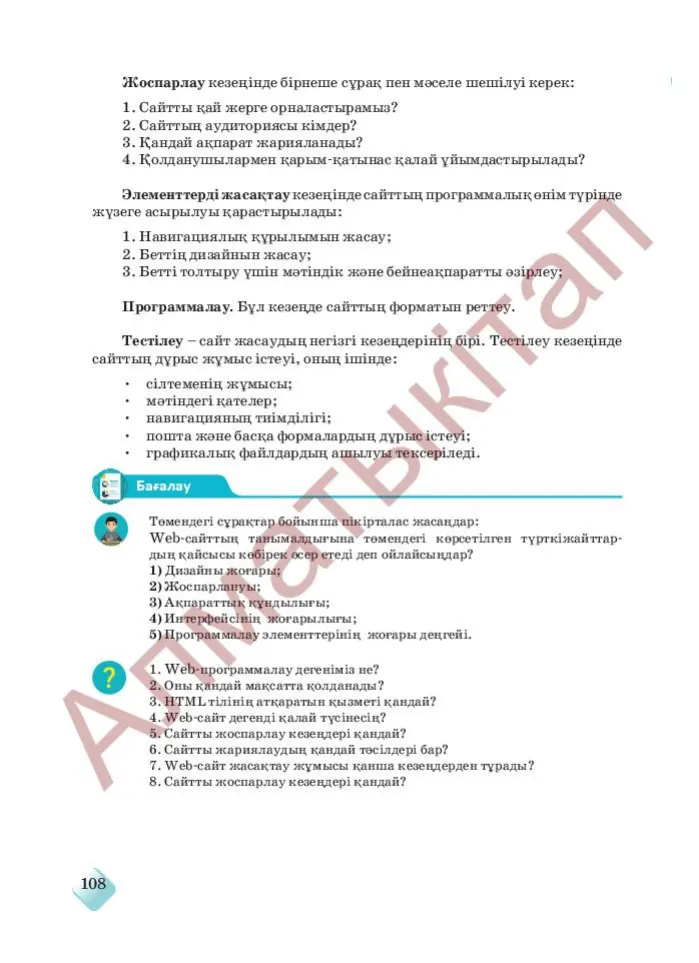 Жоспарлау кезеңінде бірнеше сұрақ пен мәселе шешілуі керек:
1. Сайтты қай жерге орналастырамыз?
2. Сайттың аудиториясы кімдер?
3. Қандай ақпарат жарияланады?
4. Қолданушылармен қарым-қатынас қалай ұйымдастырылады?
Элементтерді жасақтау кезеңінде сайттың программалық өнім түрінде
жүзеге асырылуы қарастырылады:
1. Навигациялық құрылымын жасау;
2. Беттің дизайнын жасау;
3. Бетті толтыру үшін мәтіндік және бейнеақпаратты әзірлеу;
Программалау. Бұл кезеңде сайттың форматын реттеу.
Тестілеу – сайт жасаудың негізгі кезеңдерінің бірі. Тестілеу кезеңінде
сайттың дұрыс жұмыс істеуі, оның ішінде:
• сілтеменің жұмысы;
• мәтіндегі қателер;
• навигацияның тиімділігі;
• пошта және басқа формалардың дұрыс істеуі;
• графикалық файлдардың ашылуы тексеріледі.
Бағалау
Төмендегі сұрақтар бойынша пікірталас жасаңдар:
Web-сайттың танымалдығына төмендегі көрсетілген түрткіжайттар-
дың қайсысы көбірек әсер етеді деп ойлайсыңдар?
1) Дизайны жоғары;
2) Жоспарлануы;
3) Ақпараттық құндылығы;
4) Интерфейсінің жоғарылығы;
5) Программалау элементтерінің жоғары деңгейі.
?
1. Web-программалау дегеніміз не?
2. Оны қандай мақсатта қолданады?
3. HTML тілінің атқаратын қызметі қандай?
4. Web-сайт дегенді қалай түсінесің?
5. Сайтты жоспарлау кезеңдері қандай?
6. Сайтты жариялаудың қандай тәсілдері бар?
7. Web-сайт жасақтау жұмысы қанша кезеңдерден тұрады?
8. Сайтты жоспарлау кезеңдері қандай?
108
Алматыкітап